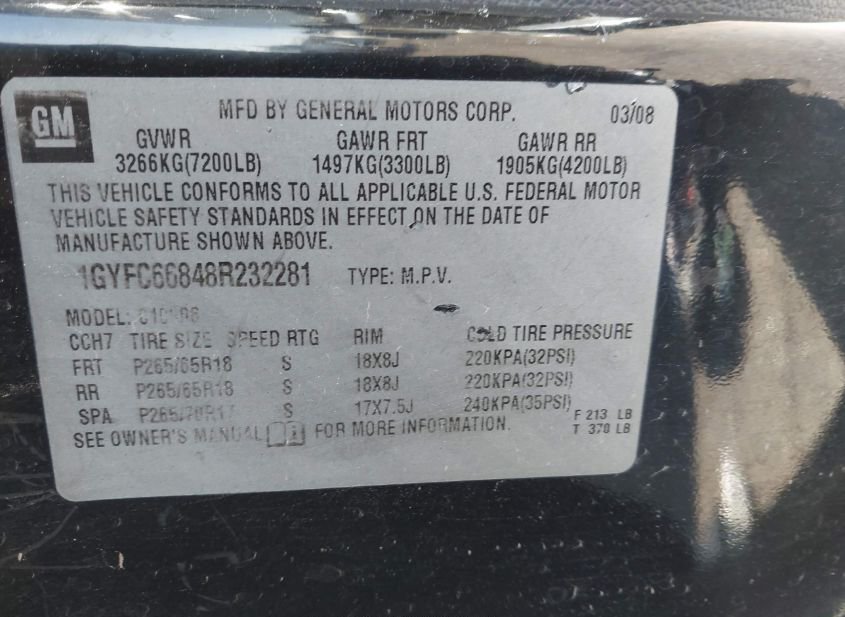 GM
MFD BY GENERAL MOTORS CORP. 03/08
GVWR GAWR FRT GAWR RR
3266KG(7200LB) 1497KG(3300LB) 1905KG(4200LB)
THIS VEHICLE CONFORMS TO ALL APPLICABLE U.S. FEDERAL MOTOR
VEHICLE SAFETY STANDARDS IN EFFECT ON THE DATE OF
MANUFACTURE SHOWN ABOVE.
1GYFC66848R232281 TYPE: M.P.V.
MODEL:
CCH7 TIRE SIZE SPEED RTG RIM COLD TIRE PRESSURE
FRT P265/65R18 S 18X8J 220KPA(32PSI)
RR P265/65R18 S 18X8J 220KPA(32PSI)
SPA P265/70R17 S 17X7.5J 240KPA(35PSI) F 213 LB
SEE OWNER'S MANUAL FOR MORE INFORMATION. T 370 LB